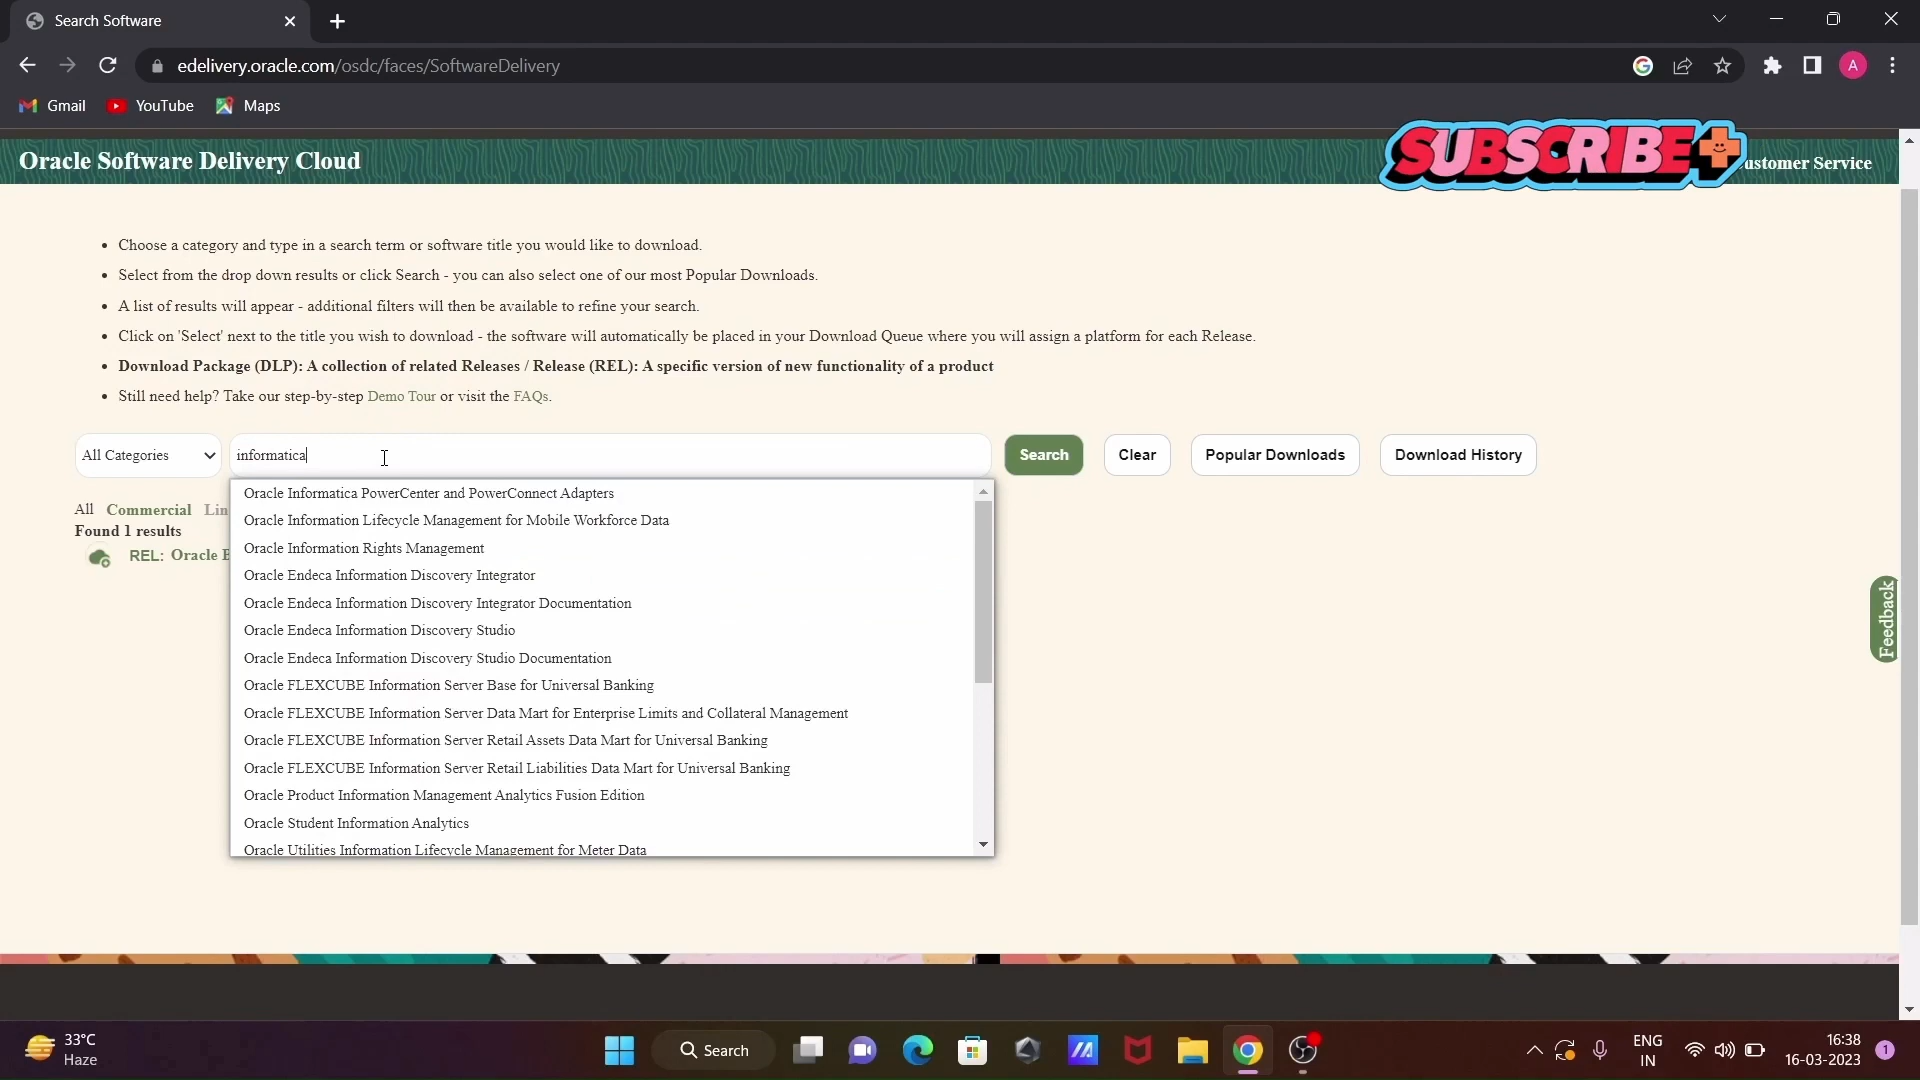 Search Software
edelivery.oracle.com/osdc/faces/SoftwareDelivery
A
Gmail YouTube Maps
Oracle Software Delivery Cloud
SUBSCRIBE
ustomer Service
Choose a category and type in a search term or software title you would like to download.
Select from the drop down results or click Search - you can also select one of our most Popular Downloads.
A list of results will appear - additional filters will then be available to refine your search.
Click on 'Select' next to the title you wish to download - the software will automatically be placed in your Download Queue where you will assign a platform for each Release.
Download Package (DLP): A collection of related Releases / Release (REL): A specific version of new functionality of a product
Still need help? Take our step-by-step Demo Tour or visit the FAQs.
All Categories informatica Search Clear Popular Downloads Download History
All Commercial Lin
Found 1 results
REL: Oracle B
Oracle Informatica PowerCenter and PowerConnect Adapters
Oracle Information Lifecycle Management for Mobile Workforce Data
Oracle Information Rights Management
Oracle Endeca Information Discovery Integrator
Oracle Endeca Information Discovery Integrator Documentation
Oracle Endeca Information Discovery Studio
Oracle Endeca Information Discovery Studio Documentation
Oracle FLEXCUBE Information Server Base for Universal Banking
Oracle FLEXCUBE Information Server Data Mart for Enterprise Limits and Collateral Management
Oracle FLEXCUBE Information Server Retail Assets Data Mart for Universal Banking
Oracle FLEXCUBE Information Server Retail Liabilities Data Mart for Universal Banking
Oracle Product Information Management Analytics Fusion Edition
Oracle Student Information Analytics
Oracle Utilities Information Lifecycle Management for Meter Data
Feedback
33°C
Haze
Search
ENG
IN
16:38
16-03-2023
1